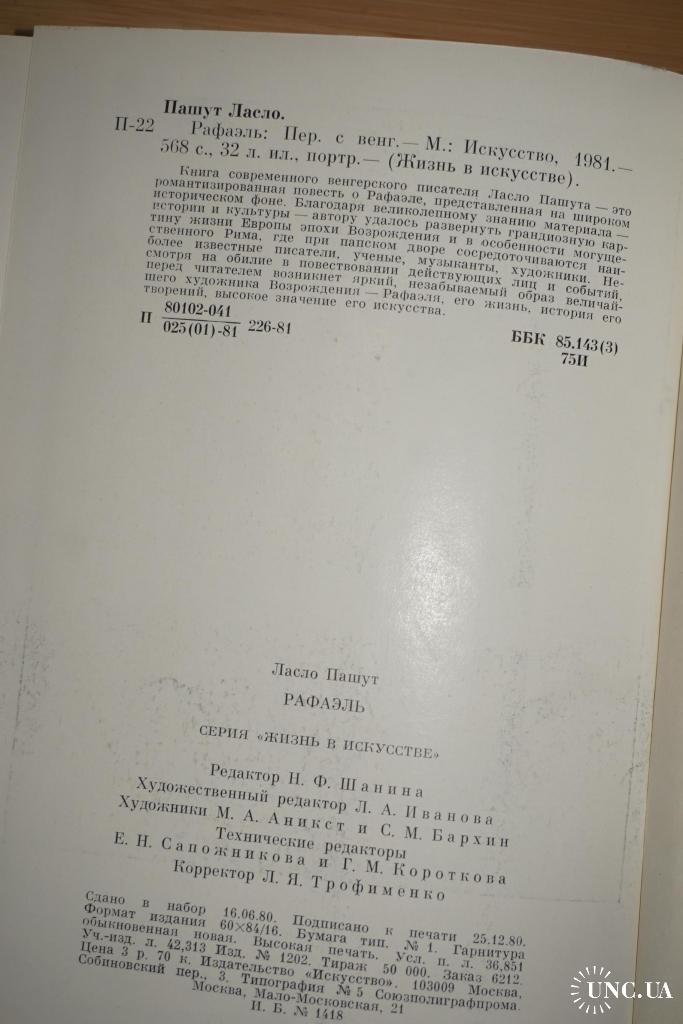 Пашут Ласло.
П-22 Рафаэль: Пер. с венг.— М.: Искусство, 1981.—
568 с., 32 л. ил., портр.— (Жизнь в искусстве).
Книга современного венгерского писателя Ласло Пашута — это
романтизированная повесть о Рафаэле, представленная на широком
историческом фоне. Благодаря великолепному знанию материала —
истории и культуры — автору удалось развернуть грандиозную кар-
тину жизни Европы эпохи Возрождения и в особенности могуще-
ственного Рима, где при папском дворе сосредоточиваются наи-
более известные писатели, ученые, музыканты, художники. Не-
смотря на обилие в повествовании действующих лиц и событий,
перед читателем возникнет яркий, незабываемый образ величай-
шего художника Возрождения — Рафаэля, его жизнь, история его
творений, высокое значение его искусства.
П 80102-041
025(01)-81 226-81
ББК 85.143(3)
75И
Ласло Пашут
РАФАЭЛЬ
СЕРИЯ «ЖИЗНЬ В ИСКУССТВЕ»
Редактор Н. Ф. Шанина
Художественный редактор Л. А. Иванова
Художники М. А. Аникст и С. М. Бархин
Технические редакторы
Е. Н. Сапожникова и Г. М. Короткова
Корректор Л. Я. Трофименко
Сдано в набор 16.06.80. Подписано к печати 25.12.80.
Формат издания 60×84/16. Бумага тип. № 1. Гарнитура
обыкновенная новая. Высокая печать. Усл. п. л. 36,851
Уч.-изд. л. 42,313 Изд. № 1202. Тираж 50 000. Заказ 6212.
Цена 3 р. 70 к. Издательство «Искусство». 103009 Москва,
Собиновский пер., 3. Типография № 5 Союзполиграфпрома.
Москва, Мало-Московская, 21
И. Б. № 1418
UNC.UA